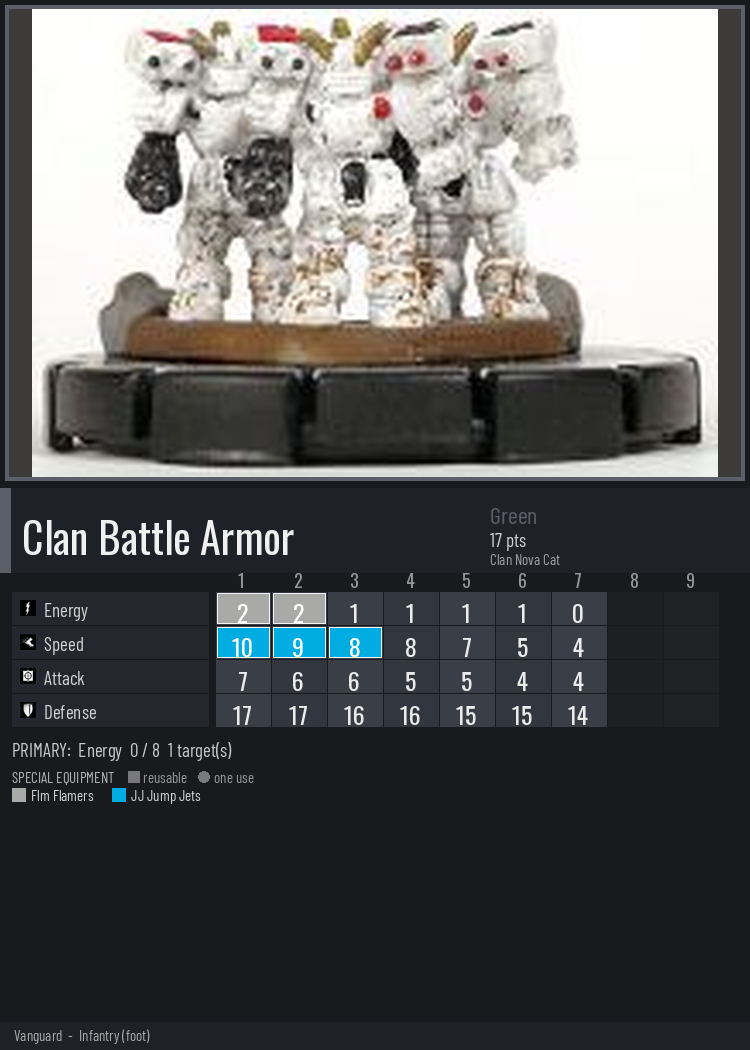 Clan Battle Armor
Green
17 pts
Clan Nova Cat
1 2 3 4 5 6 7 8 9
Energy 2 2 1 1 1 1 0
Speed 10 9 8 8 7 5 4
Attack 7 6 6 5 5 4 4
Defense 17 17 16 16 15 15 14
PRIMARY: Energy 0 / 8 1 target(s)
SPECIAL EQUIPMENT reusable one use
Flm Flamers JJ Jump Jets
Vanguard - Infantry (foot)